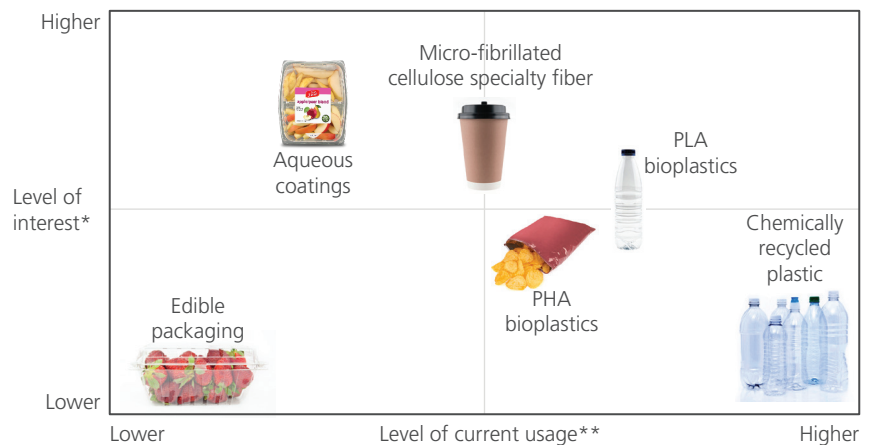 Higher
Micro-fibrillated
cellulose specialty fiber
Aqueous
coatings
PLA
bioplastics
Level of
interest*
Chemically
recycled
plastic
Edible
packaging
PHA
bioplastics
Lower
Lower
Level of current usage**
Higher